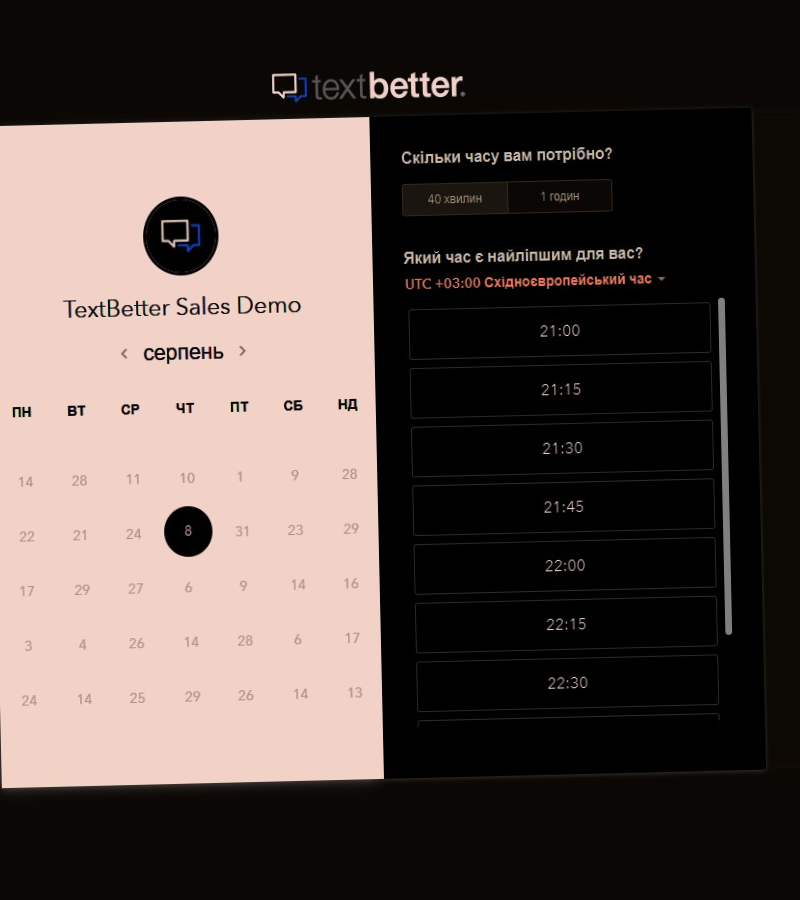 textbetter.
TextBetter Sales Demo
серпень
ПН ВТ СР ЧТ ПТ СБ НД
14 28 11 10 1 9 28
22 21 24 8 31 23 29
17 29 27 6 9 14 16
3 4 26 14 28 6 17
24 14 25 29 26 14 13
Скільки часу вам потрібно?
40 хвилин 1 годин
Який час є найліпшим для вас?
UTC +03:00 Східноєвропейський час
21:00
21:15
21:30
21:45
22:00
22:15
22:30